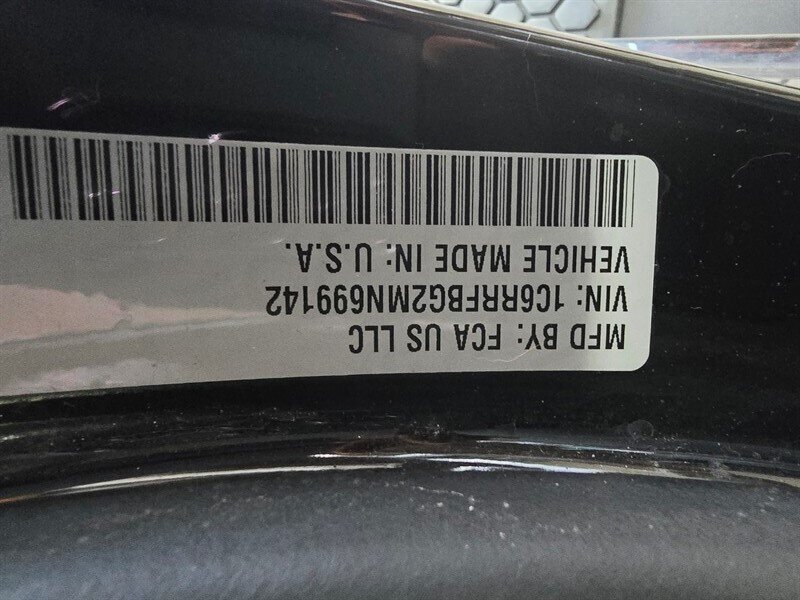 MFD BY: FCA US LLC
VIN: 1C6RRFBG2MN699142
VEHICLE MADE IN: U.S.A.